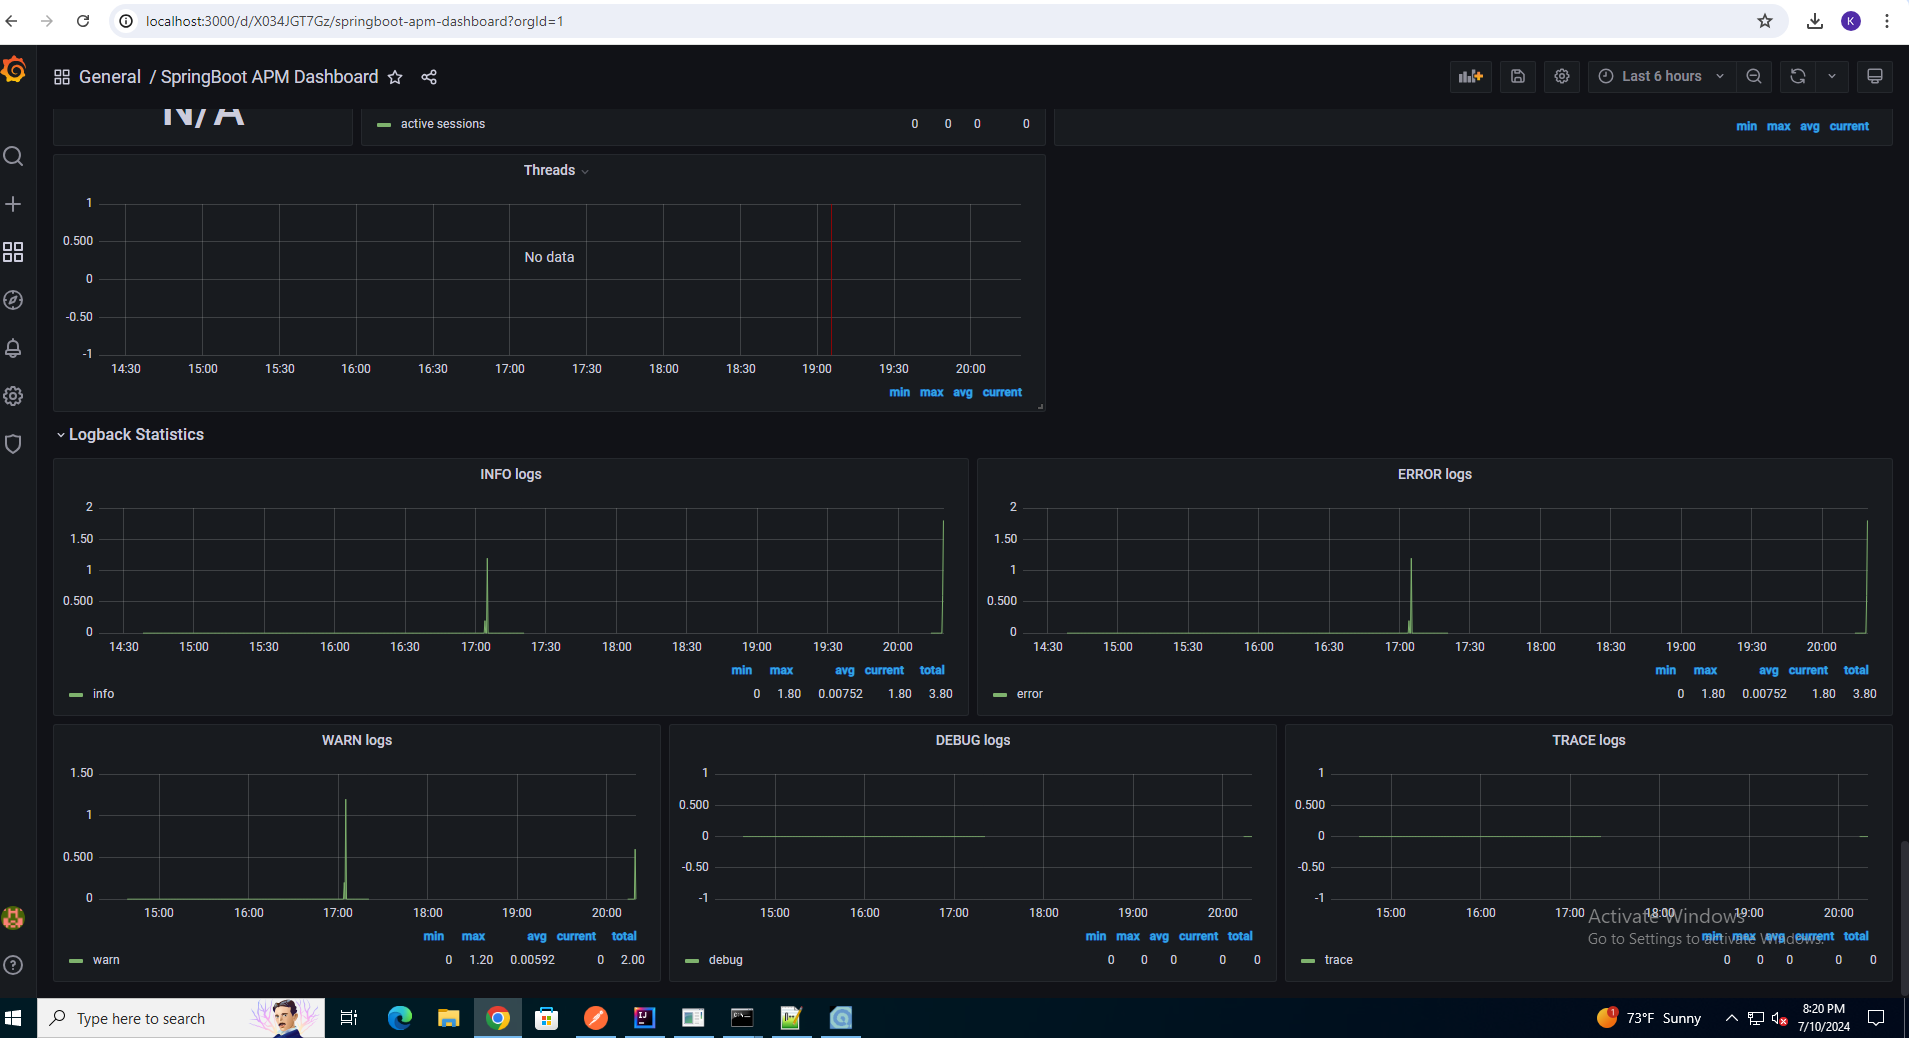 localhost:3000/d/X034JGT7Gz/springboot-apm-dashboard?orgId=1
K
General / SpringBoot APM Dashboard
Last 6 hours
N/A
active sessions 0 0 0 0
min max avg current
Threads
1
0.500
0
-0.50
-1
No data
14:30 15:00 15:30 16:00 16:30 17:00 17:30 18:00 18:30 19:00 19:30 20:00
min max avg current
Logback Statistics
INFO logs
2
1.50
1
0.500
0
14:30 15:00 15:30 16:00 16:30 17:00 17:30 18:00 18:30 19:00 19:30 20:00
min max avg current total
info 0 1.80 0.00752 1.80 3.80
ERROR logs
2
1.50
1
0.500
0
14:30 15:00 15:30 16:00 16:30 17:00 17:30 18:00 18:30 19:00 19:30 20:00
min max avg current total
error 0 1.80 0.00752 1.80 3.80
WARN logs
1.50
1
0.500
0
15:00 16:00 17:00 18:00 19:00 20:00
min max avg current total
warn 0 1.20 0.00592 0 2.00
DEBUG logs
1
0.500
0
-0.50
-1
15:00 16:00 17:00 18:00 19:00 20:00
min max avg current total
debug 0 0 0 0 0
TRACE logs
1
0.500
0
-0.50
-1
15:00 16:00 17:00 18:00 19:00 20:00
min max avg current total
trace 0 0 0 0 0
Activate Windows
Go to Settings to activate Windows.
Type here to search
IJ
1
73°F Sunny
8:20 PM
7/10/2024